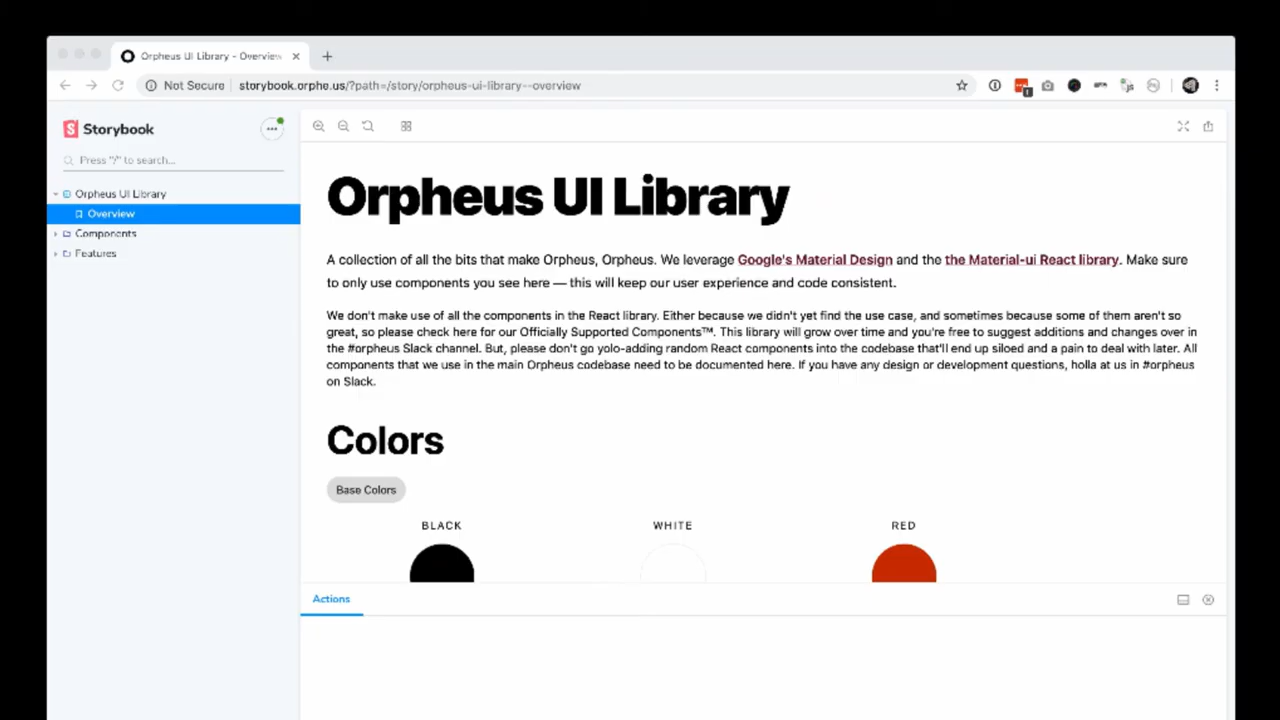 Orpheus UI Library - Overview
Not Secure
storybook.orphe.us/?path=/story/orpheus-ui-library--overview
1
js
Storybook
Press "/" to search...
Orpheus UI Library
Overview
Components
Features
Orpheus UI Library
A collection of all the bits that make Orpheus, Orpheus. We leverage Google's Material Design and the the Material-ui React library. Make sure
to only use components you see here — this will keep our user experience and code consistent.
We don't make use of all the components in the React library. Either because we didn't yet find the use case, and sometimes because some of them aren't so
great, so please check here for our Officially Supported Components™. This library will grow over time and you're free to suggest additions and changes over in
the #orpheus Slack channel. But, please don't go yolo-adding random React components into the codebase that'll end up siloed and a pain to deal with later. All
components that we use in the main Orpheus codebase need to be documented here. If you have any design or development questions, holla at us in #orpheus
on Slack.
Colors
Base Colors
BLACK
WHITE
RED
Actions